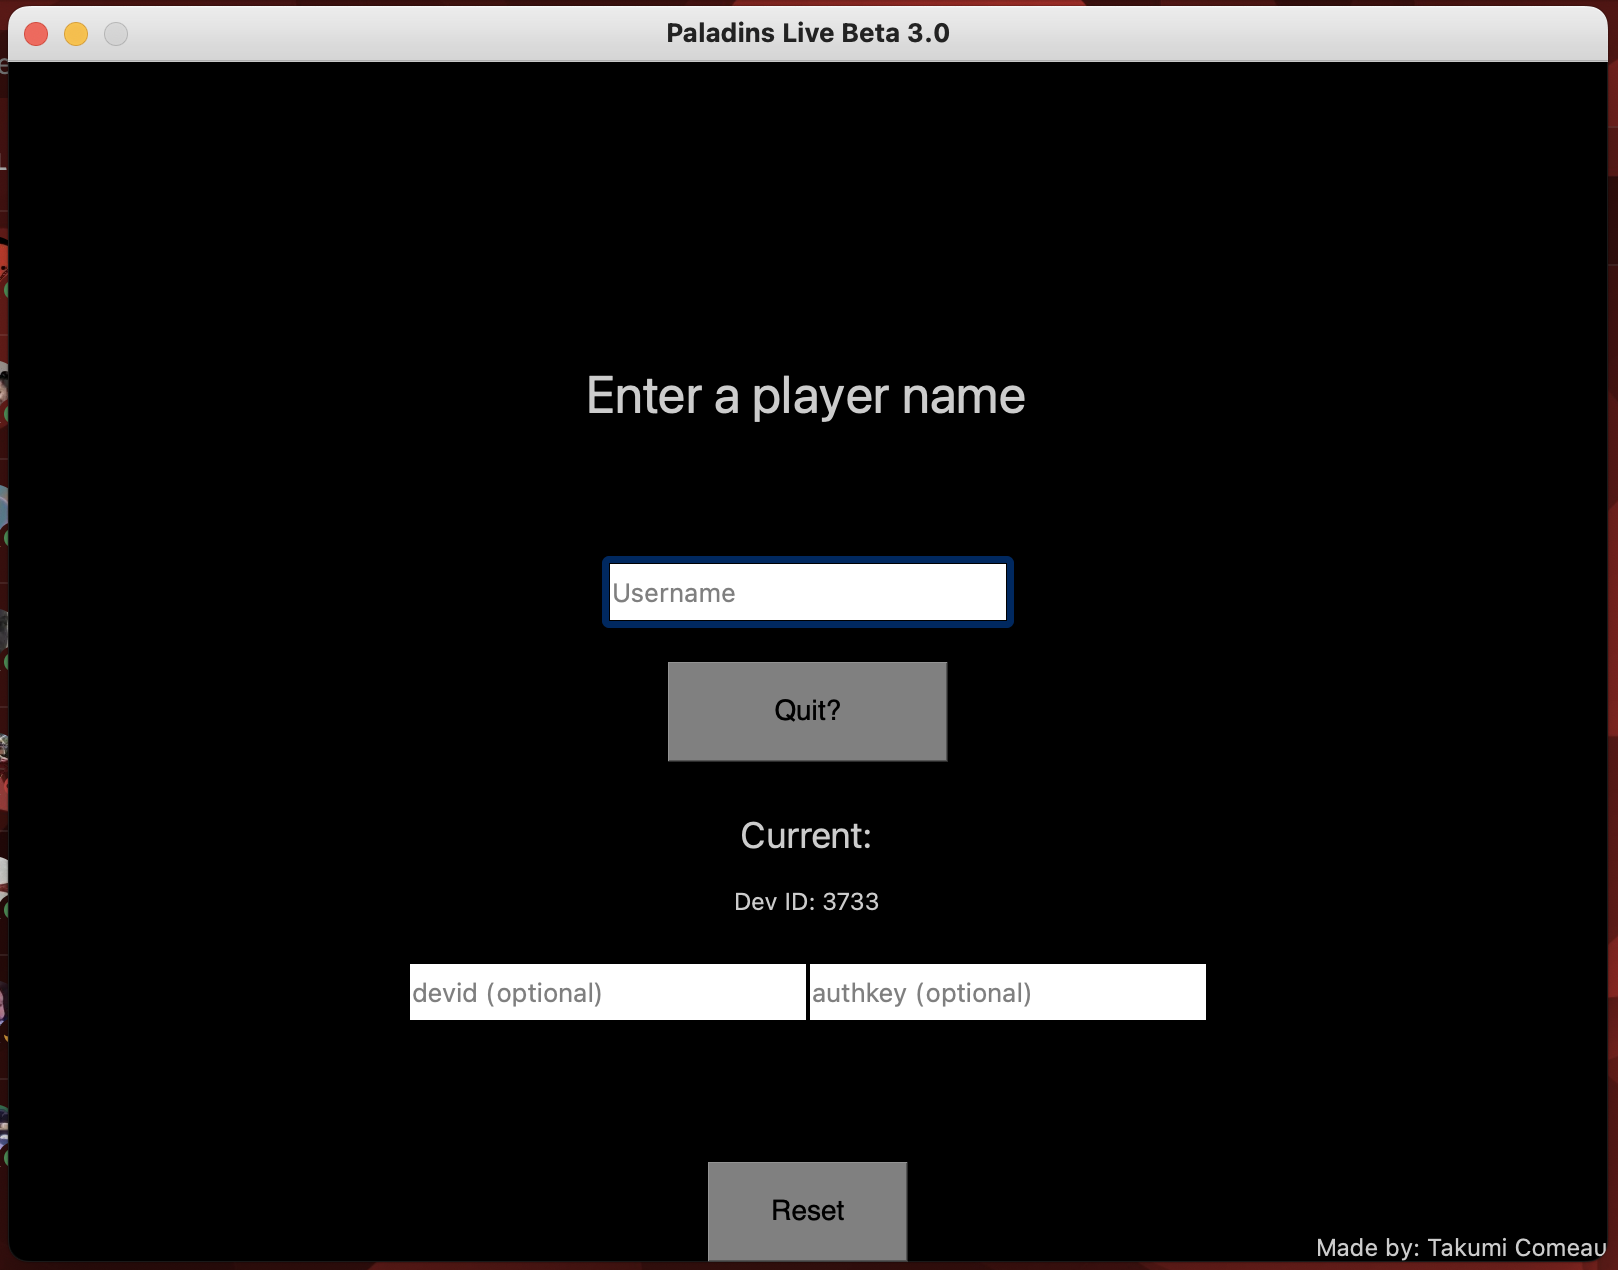 Paladins Live Beta 3.0
Enter a player name
Username
Quit?
Current:
Dev ID: 3733
devid (optional)
authkey (optional)
Reset
Made by: Takumi Comeau